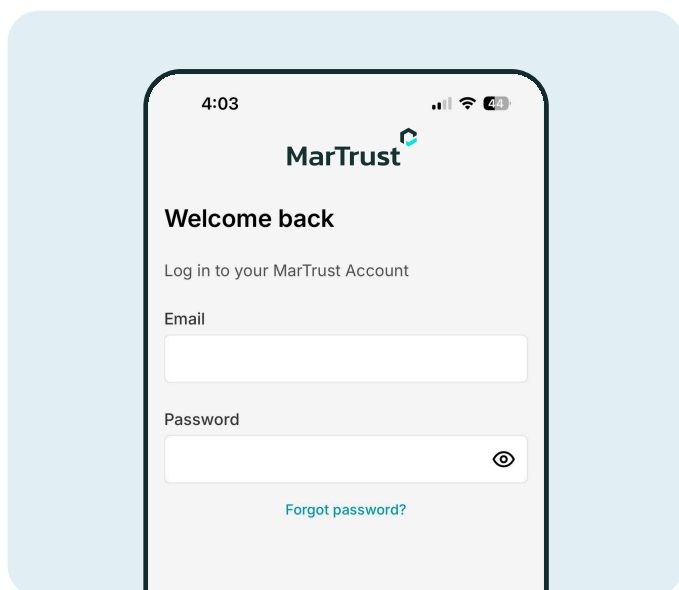 4:03
44
MarTrust
Welcome back
Log in to your MarTrust Account
Email
Password
Forgot password?